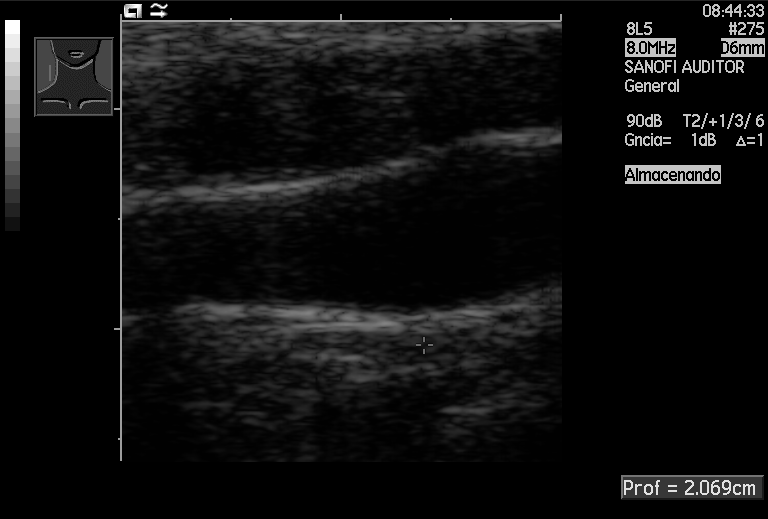 08:44:33
8L5 #275
8.0MHz 06mm
SANOFI AUDITOR
General
90dB T2/+1/3/ 6
Gncia= 1dB Δ=1
Almacenando
Prof = 2.069cm